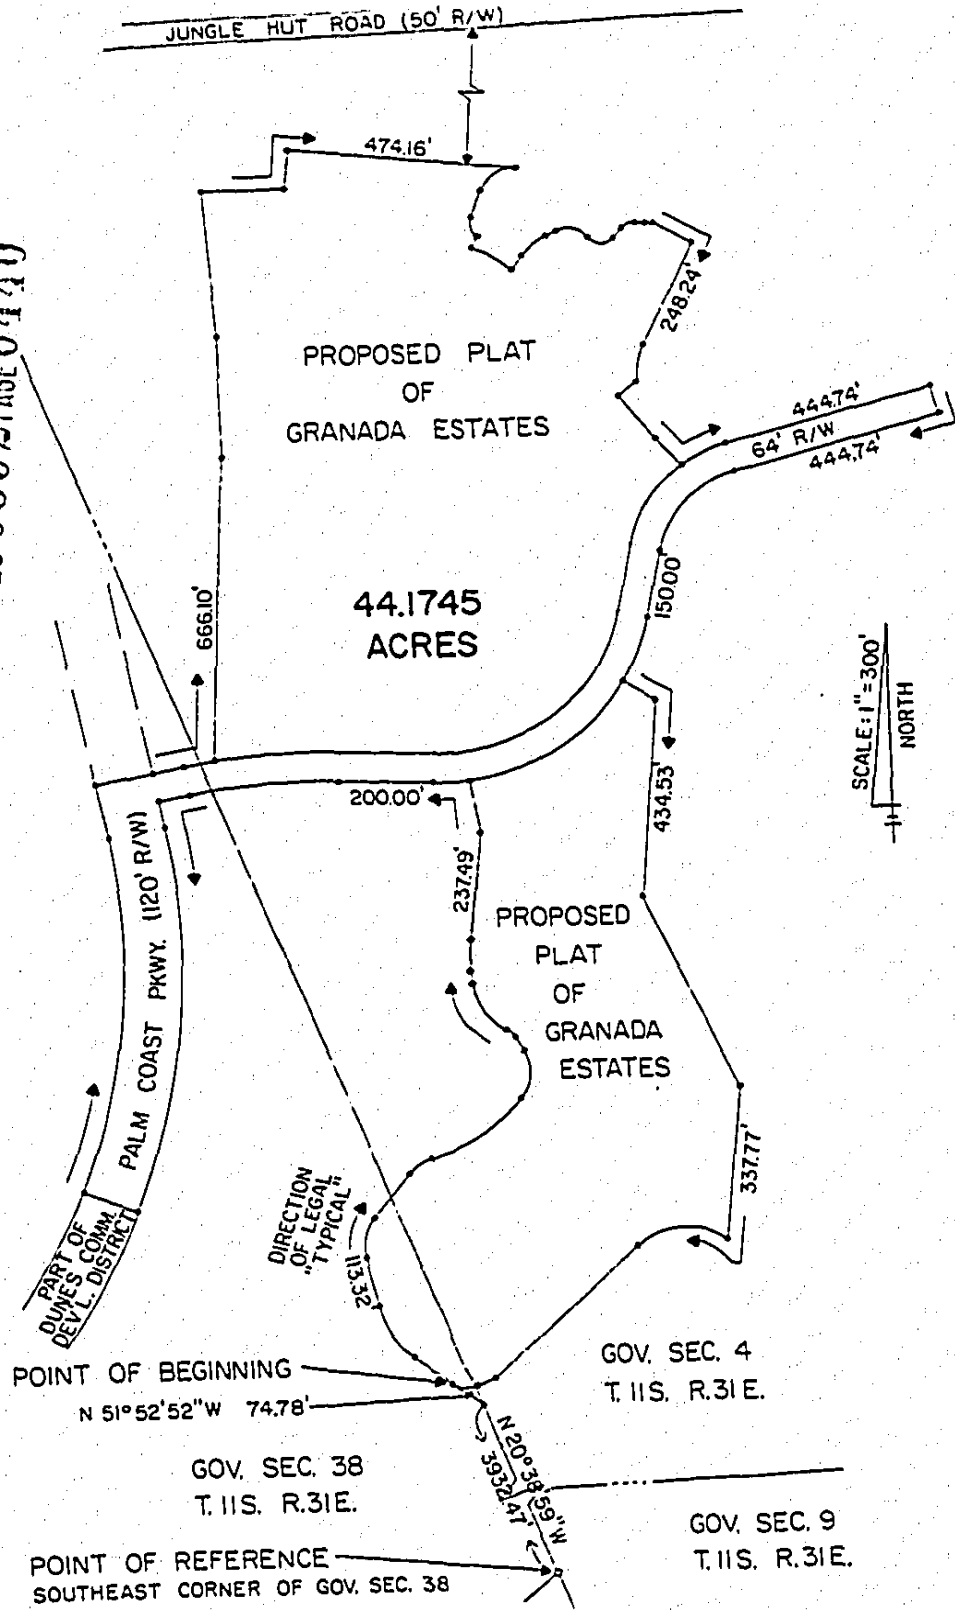 JUNGLE HUT ROAD (50' R/W)
474.16'
248.24'
PROPOSED PLAT
OF
GRANADA ESTATES
444.74'
64' R/W
444.74'
44.1745
ACRES
666.10'
150.00'
SCALE: 1" = 300'
NORTH
200.00'
434.53'
237.49'
PALM COAST PKWY. (120' R/W)
PROPOSED
PLAT
OF
GRANADA
ESTATES
337.77'
DIRECTION
OF LEGAL
"TYPICAL"
113.32'
PART OF
DUNES COMM.
DEV'L. DISTRICT
POINT OF BEGINNING
N 51°52'52"W 74.78'
GOV. SEC. 4
T. 11S. R.31E.
N 20°38'59"W
3932.47'
GOV. SEC. 38
T. 11S. R.31E.
GOV. SEC. 9
T. 11S. R.31E.
POINT OF REFERENCE
SOUTHEAST CORNER OF GOV. SEC. 38